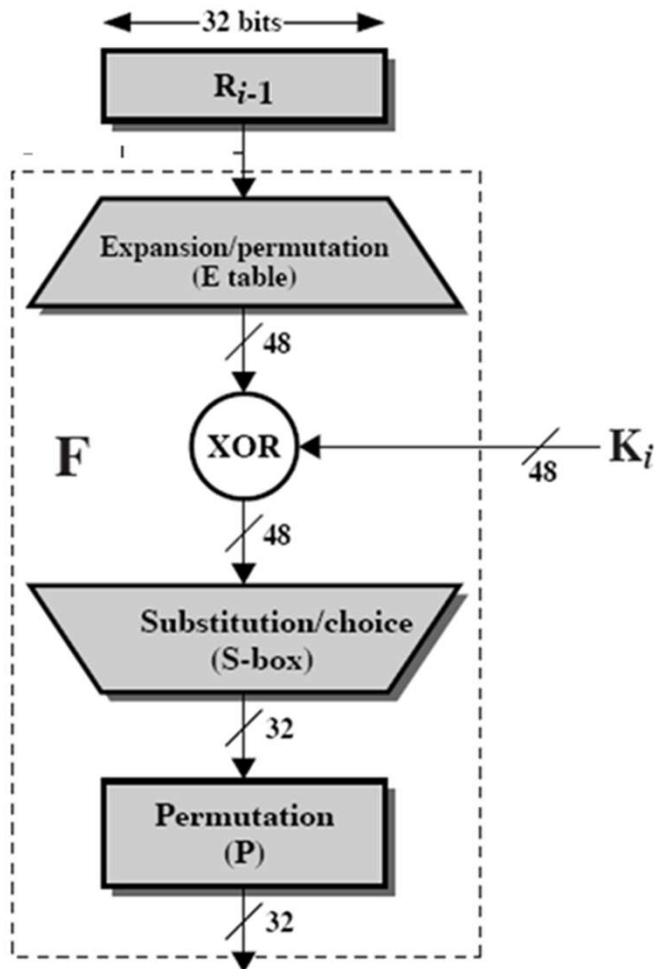 32 bits
Ri-1
Expansion/permutation
(E table)
48
XOR
F
Ki
48
48
Substitution/choice
(S-box)
32
Permutation
(P)
32